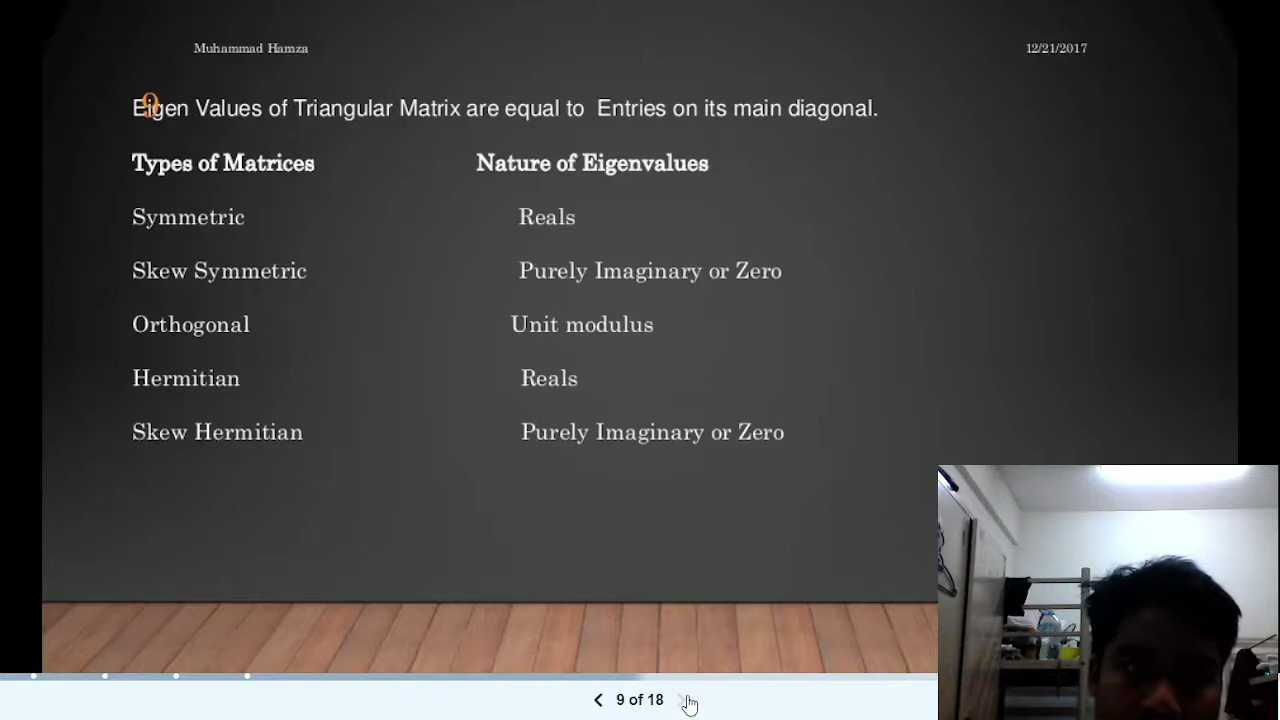 Muhammad Hamza 12/21/2017
9
Eigen Values of Triangular Matrix are equal to Entries on its main diagonal.
Types of Matrices Nature of Eigenvalues
Symmetric Reals
Skew Symmetric Purely Imaginary or Zero
Orthogonal Unit modulus
Hermitian Reals
Skew Hermitian Purely Imaginary or Zero
9 of 18